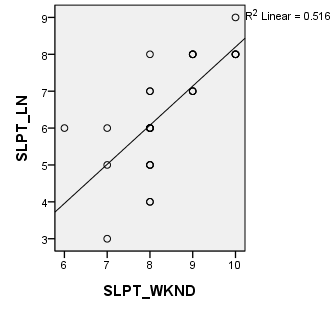 R2 Linear = 0.516
SLPT_LN
9
8
7
6
5
4
3
6 7 8 9 10
SLPT_WKND